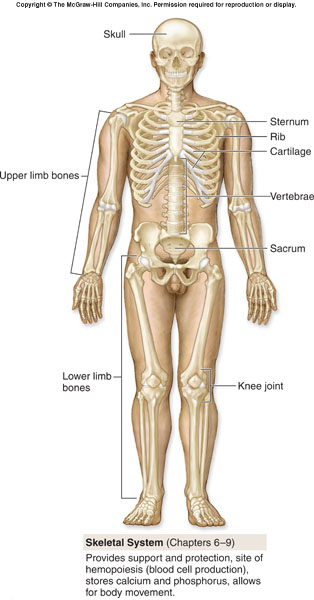 Copyright © The McGraw-Hill Companies, Inc. Permission required for reproduction or display.
Skull
Sternum
Rib
Cartilage
Upper limb bones
Vertebrae
Sacrum
Lower limb
bones
Knee joint
Skeletal System (Chapters 6–9)
Provides support and protection, site of
hemopoiesis (blood cell production),
stores calcium and phosphorus, allows
for body movement.